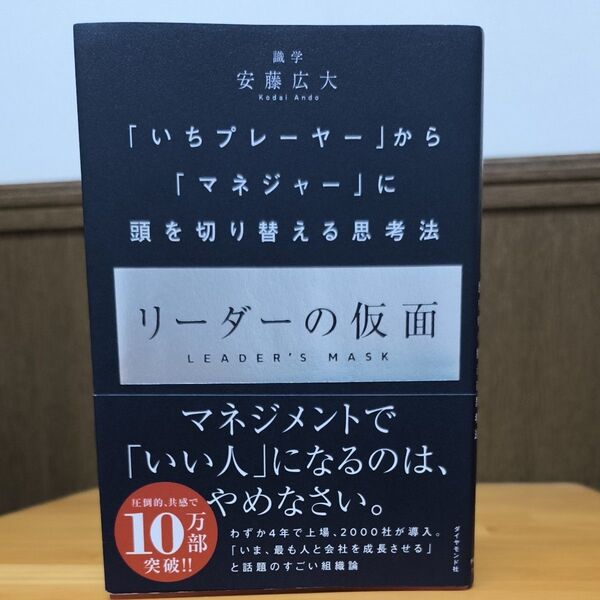 識学
安藤広大
Kodai Ando
「いちプレーヤー」から
「マネジャー」に
頭を切り替える思考法
リーダーの仮面
LEADER'S MASK
マネジメントで
「いい人」になるのは、
やめなさい。
圧倒的、共感で
10万部
突破!!
わずか4年で上場、2000社が導入。
「いま、最も人と会社を成長させる」
と話題のすごい組織論
ダイヤモンド社